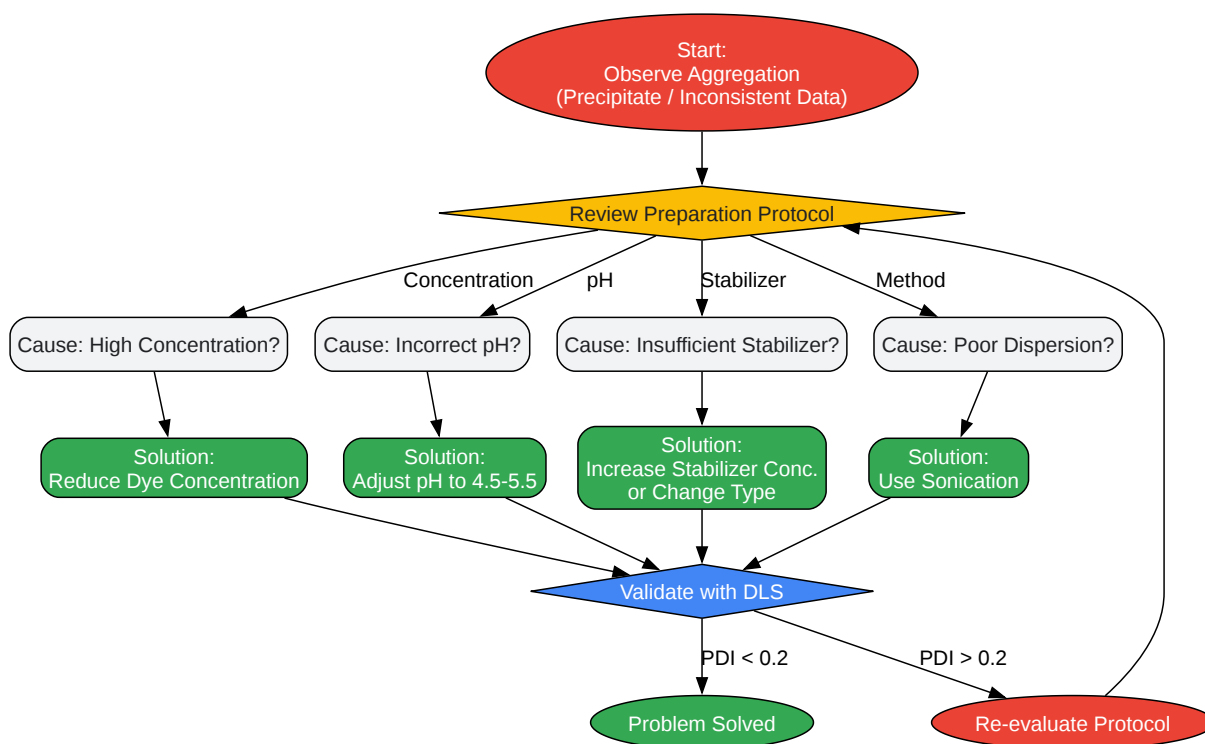 Start:
Observe Aggregation
(Precipitate / Inconsistent Data)
Review Preparation Protocol
Concentration
pH
Stabilizer
Method
Cause: High Concentration?
Cause: Incorrect pH?
Cause: Insufficient Stabilizer?
Cause: Poor Dispersion?
Solution:
Reduce Dye Concentration
Solution:
Adjust pH to 4.5-5.5
Solution:
Increase Stabilizer Conc.
or Change Type
Solution:
Use Sonication
Validate with DLS
PDI < 0.2
PDI > 0.2
Problem Solved
Re-evaluate Protocol